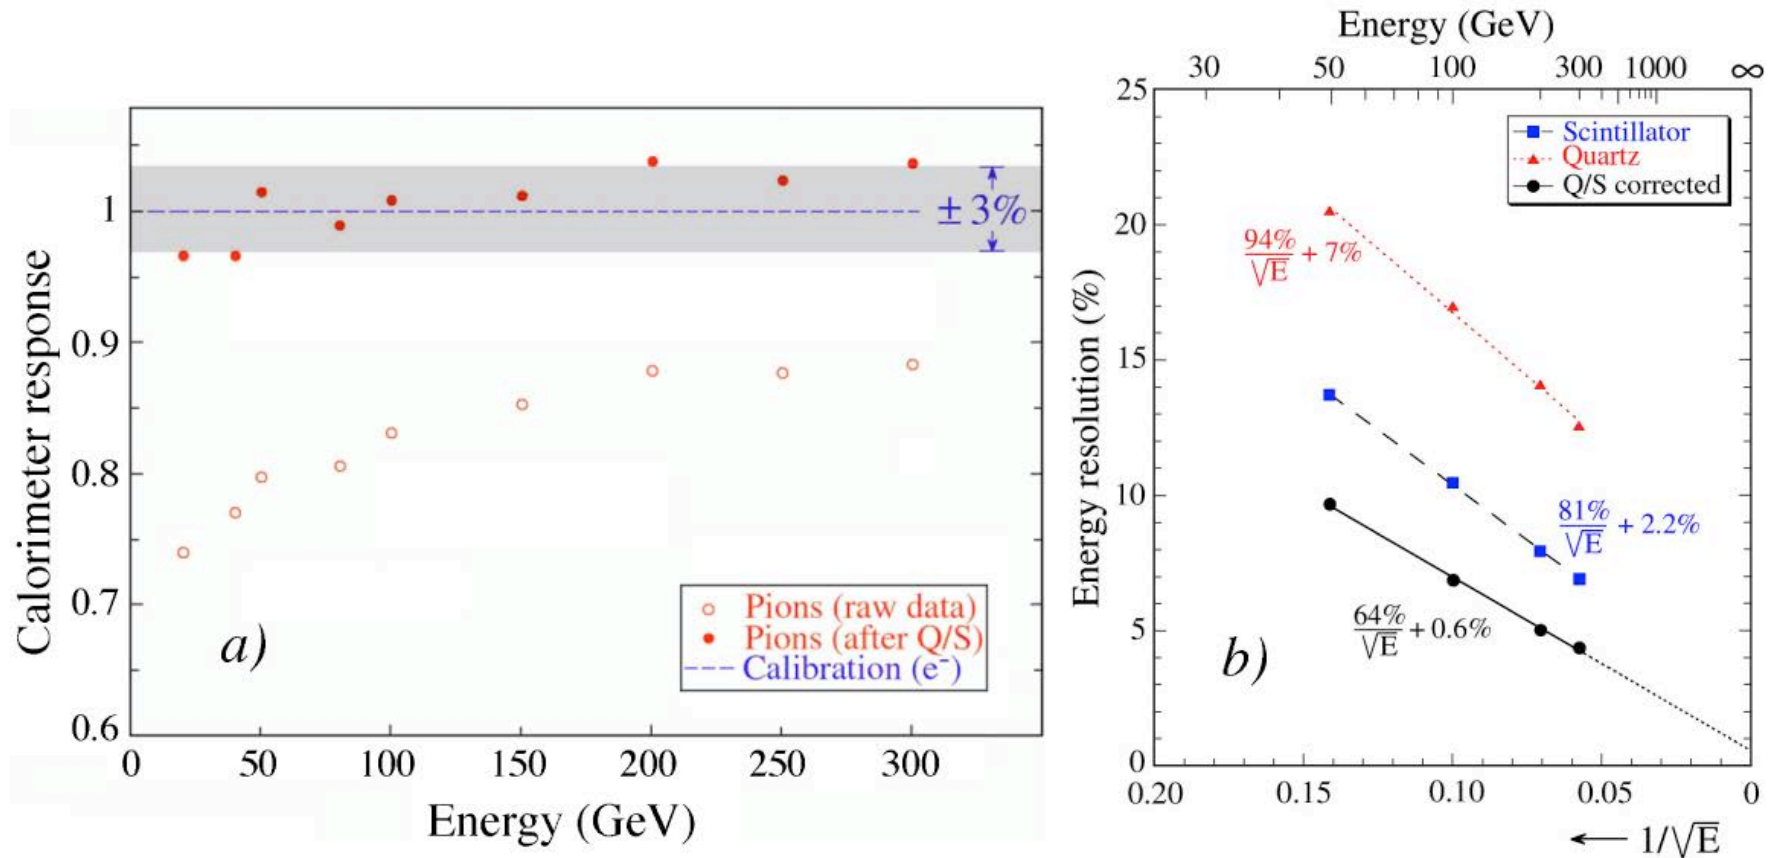 Calorimeter response
1
0.9
0.8
0.7
0.6
0 50 100 150 200 250 300
Energy (GeV)
± 3%
a)
Pions (raw data)
Pions (after Q/S)
Calibration (e⁻)
Energy (GeV)
30 50 100 300 1000 ∞
Energy resolution (%)
25
20
15
10
5
0
0.20 0.15 0.10 0.05 0
← 1/√E
Scintillator
Quartz
Q/S corrected
94%/√E + 7%
81%/√E + 2.2%
64%/√E + 0.6%
b)